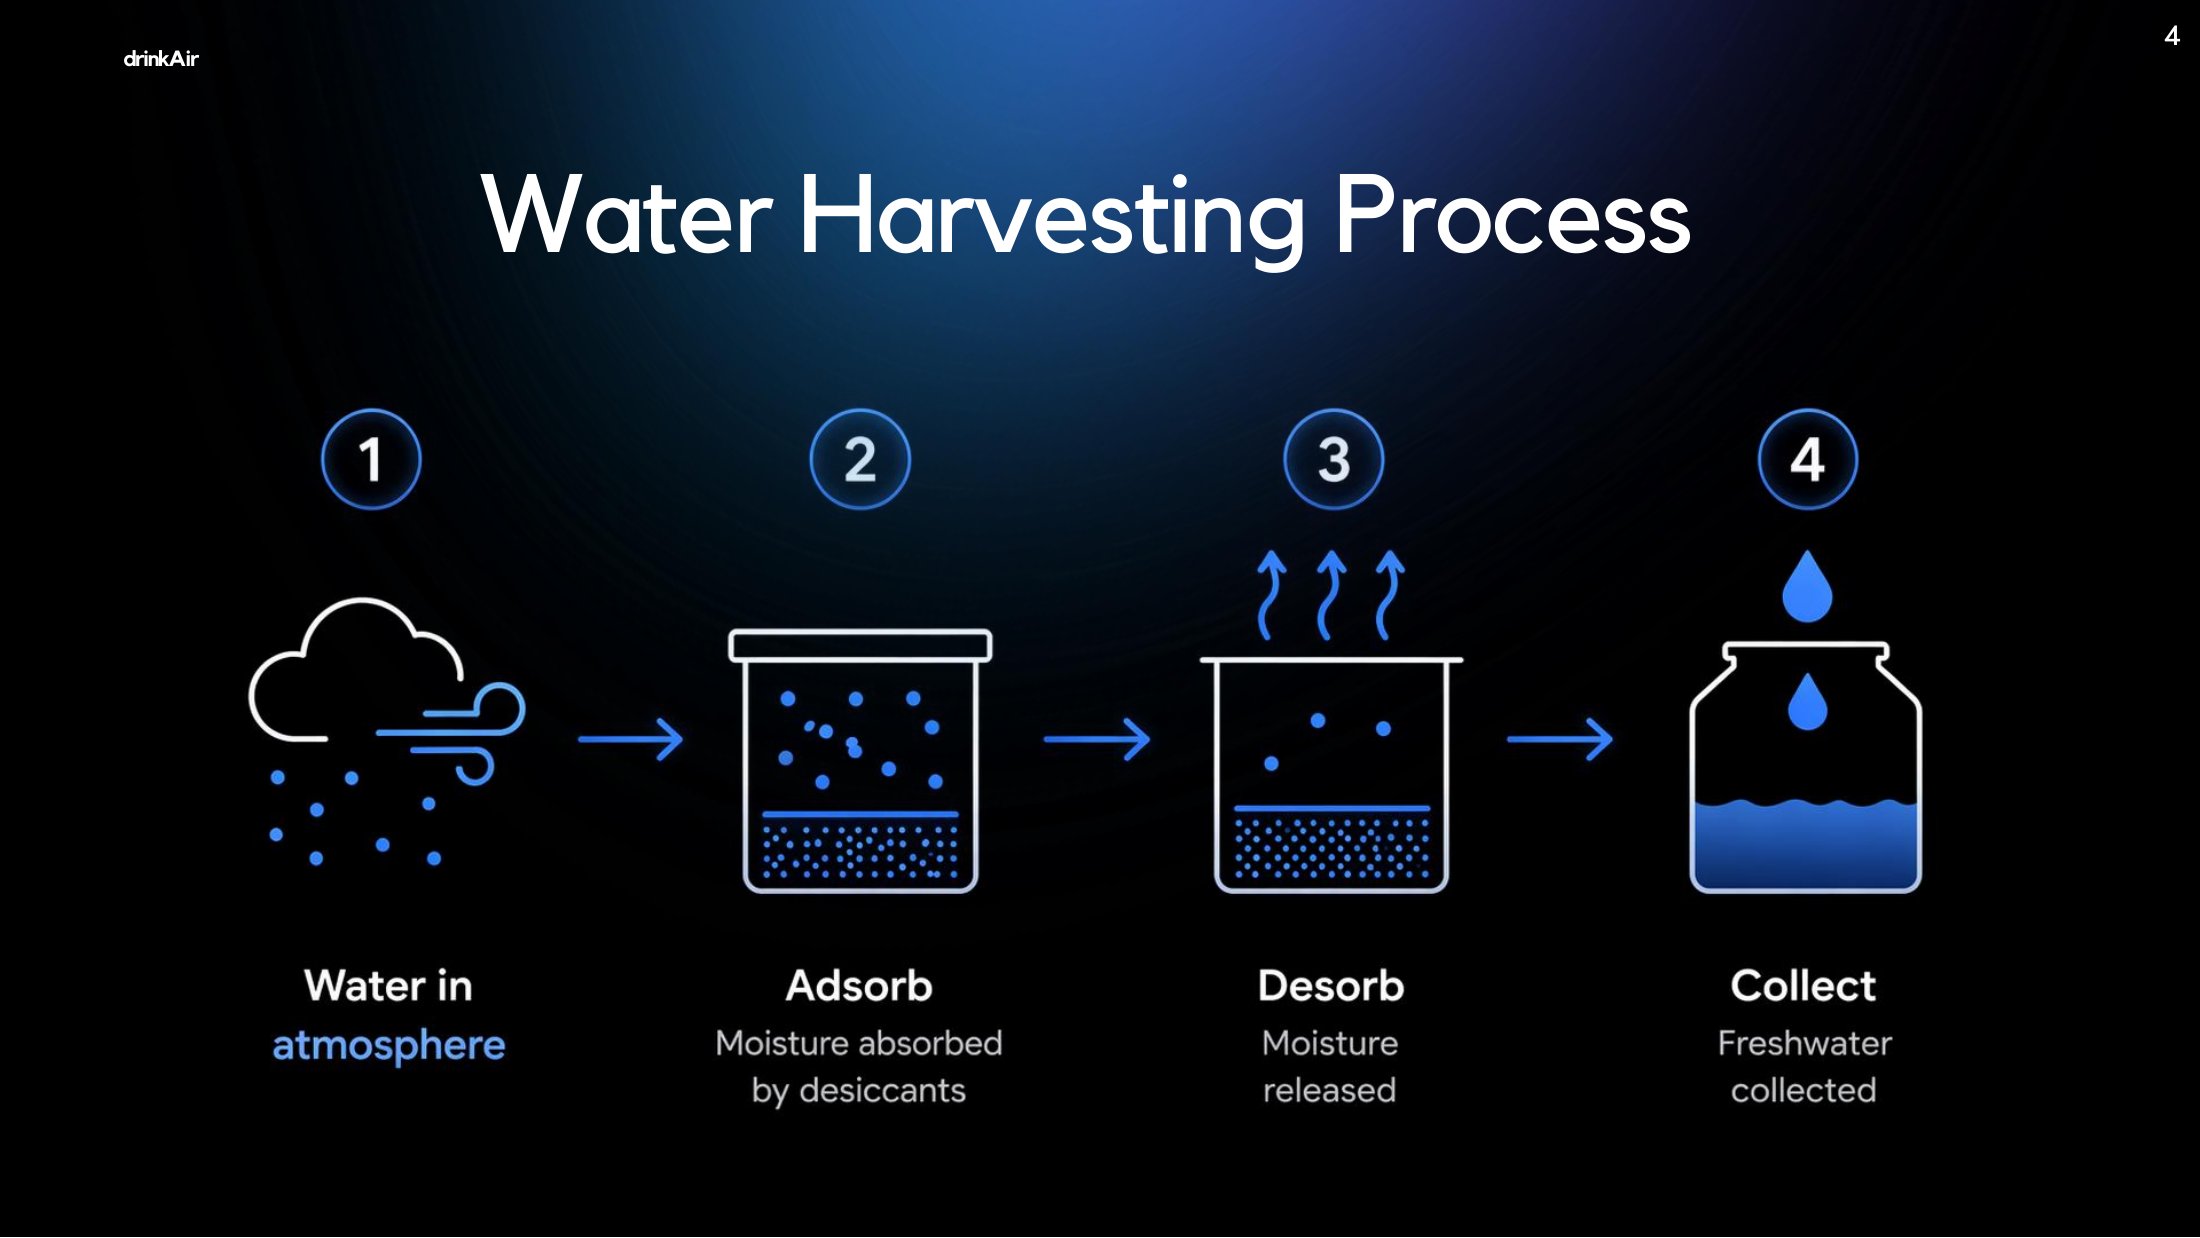 drinkAir
4
Water Harvesting Process
1
2
3
4
Water in
atmosphere
Adsorb
Moisture absorbed
by desiccants
Desorb
Moisture
released
Collect
Freshwater
collected